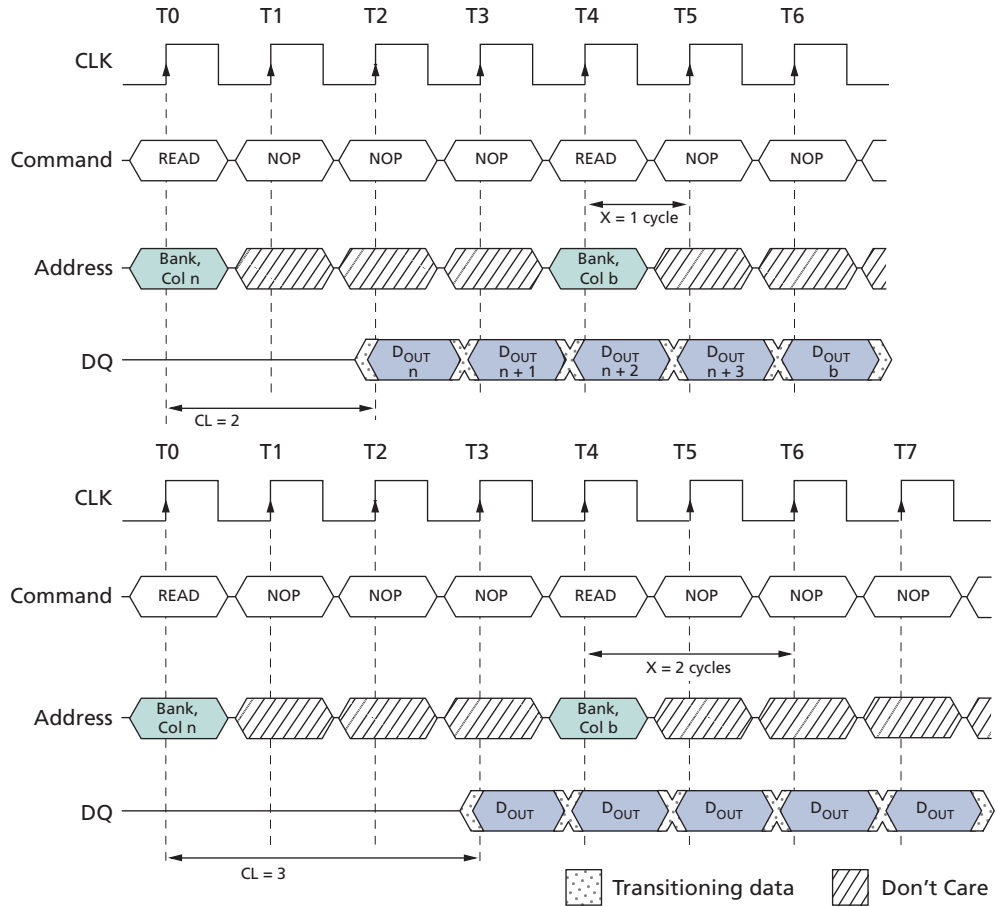 T0 T1 T2 T3 T4 T5 T6
CLK
Command READ NOP NOP NOP READ NOP NOP
X = 1 cycle
Address Bank, Col n Bank, Col b
DQ DOUT n DOUT n + 1 DOUT n + 2 DOUT n + 3 DOUT b
CL = 2
T0 T1 T2 T3 T4 T5 T6 T7
CLK
Command READ NOP NOP NOP READ NOP NOP NOP
X = 2 cycles
Address Bank, Col n Bank, Col b
DQ DOUT DOUT DOUT DOUT DOUT
CL = 3
Transitioning data Don't Care